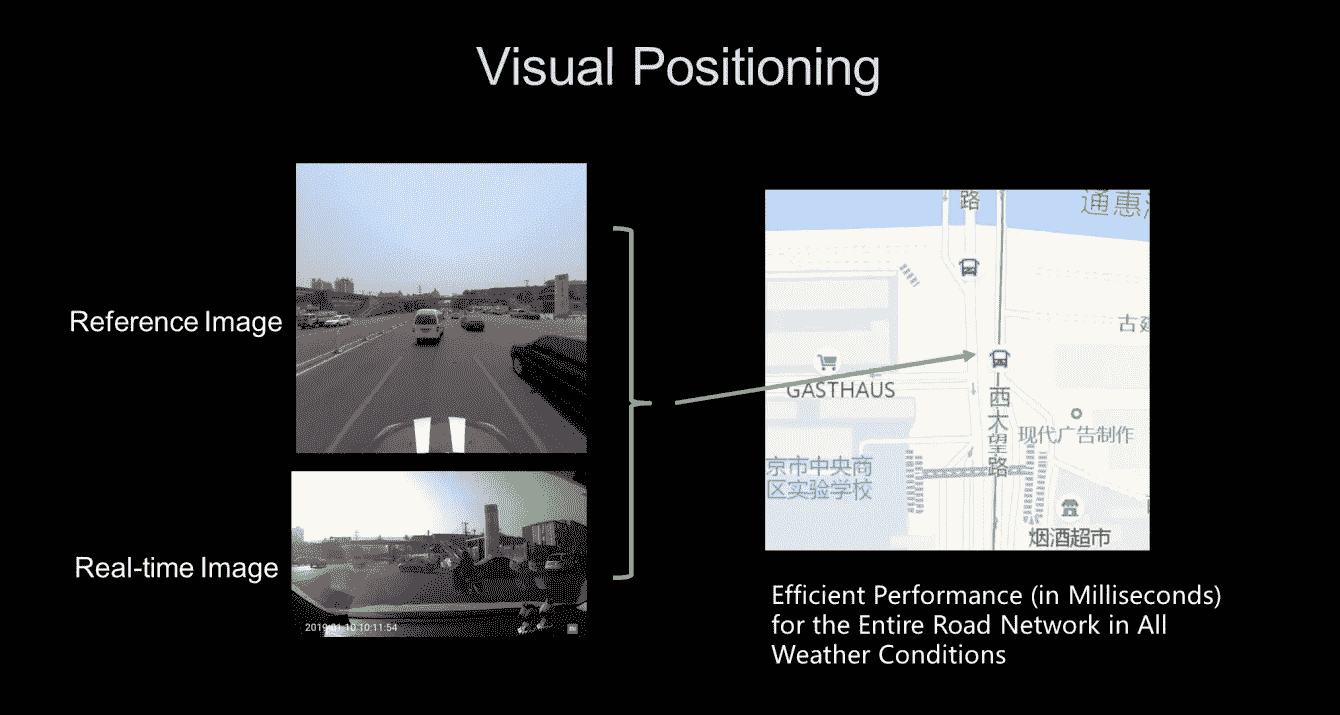 Visual Positioning
Reference Image
Real-time Image
2019-01-10 10:11:54
路
通惠
古建
GASTHAUS
西大望路
现代广告制作
京市中央商
区实验学校
烟酒超市
Efficient Performance (in Milliseconds)
for the Entire Road Network in All
Weather Conditions